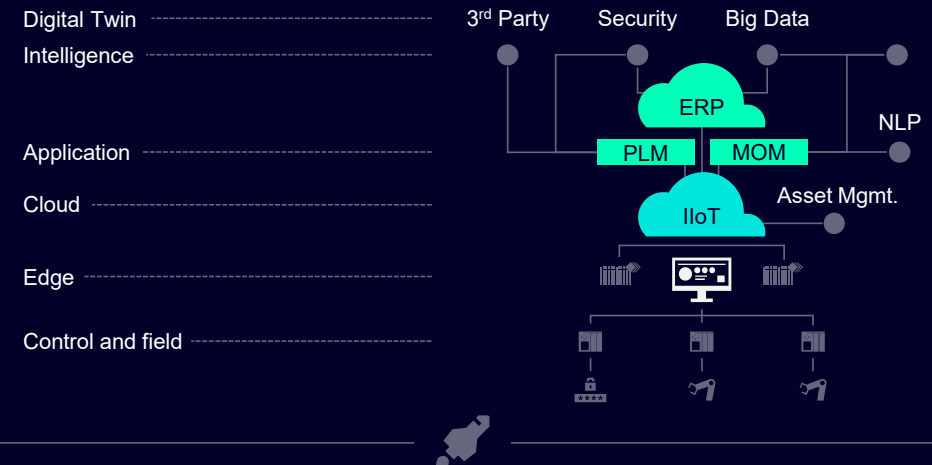 Digital Twin
3rd Party
Security
Big Data
Intelligence
ERP
NLP
Application
PLM
MOM
Cloud
Asset Mgmt.
IIoT
Edge
Control and field
****